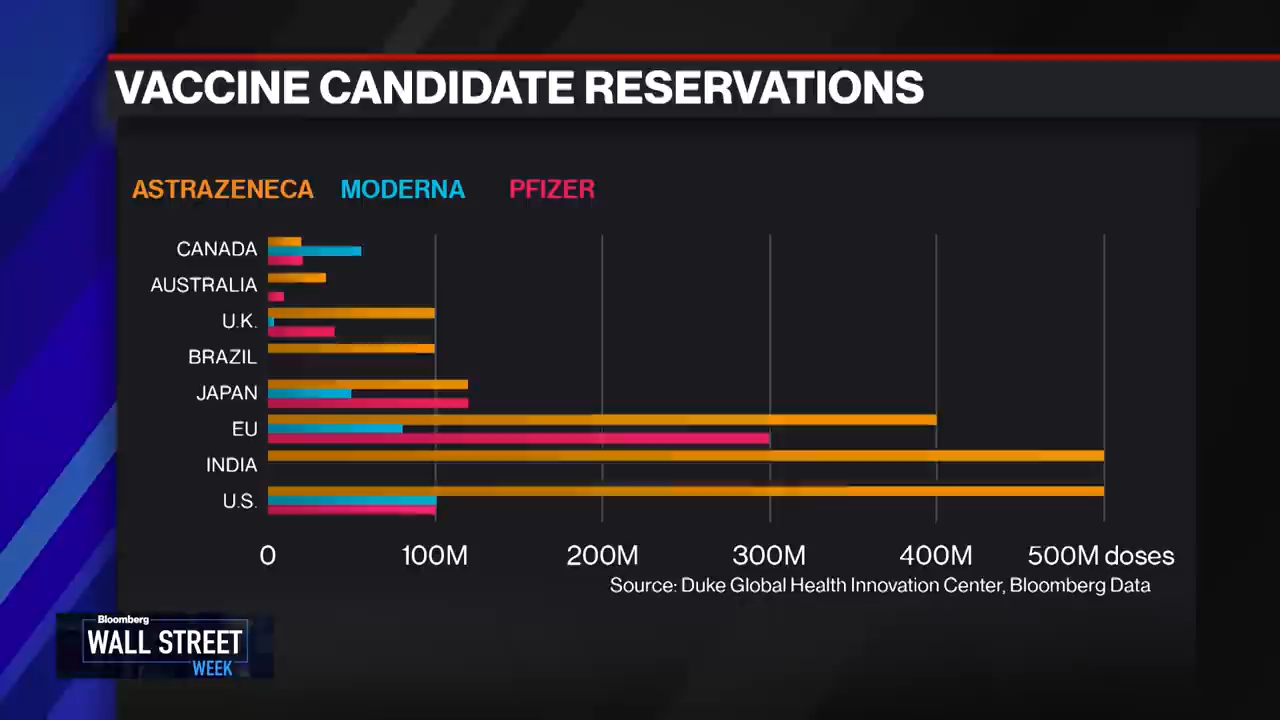 VACCINE CANDIDATE RESERVATIONS
ASTRAZENECA MODERNA PFIZER
CANADA
AUSTRALIA
U.K.
BRAZIL
JAPAN
EU
INDIA
U.S.
0 100M 200M 300M 400M 500M doses
Source: Duke Global Health Innovation Center, Bloomberg Data
Bloomberg
WALL STREET
WEEK